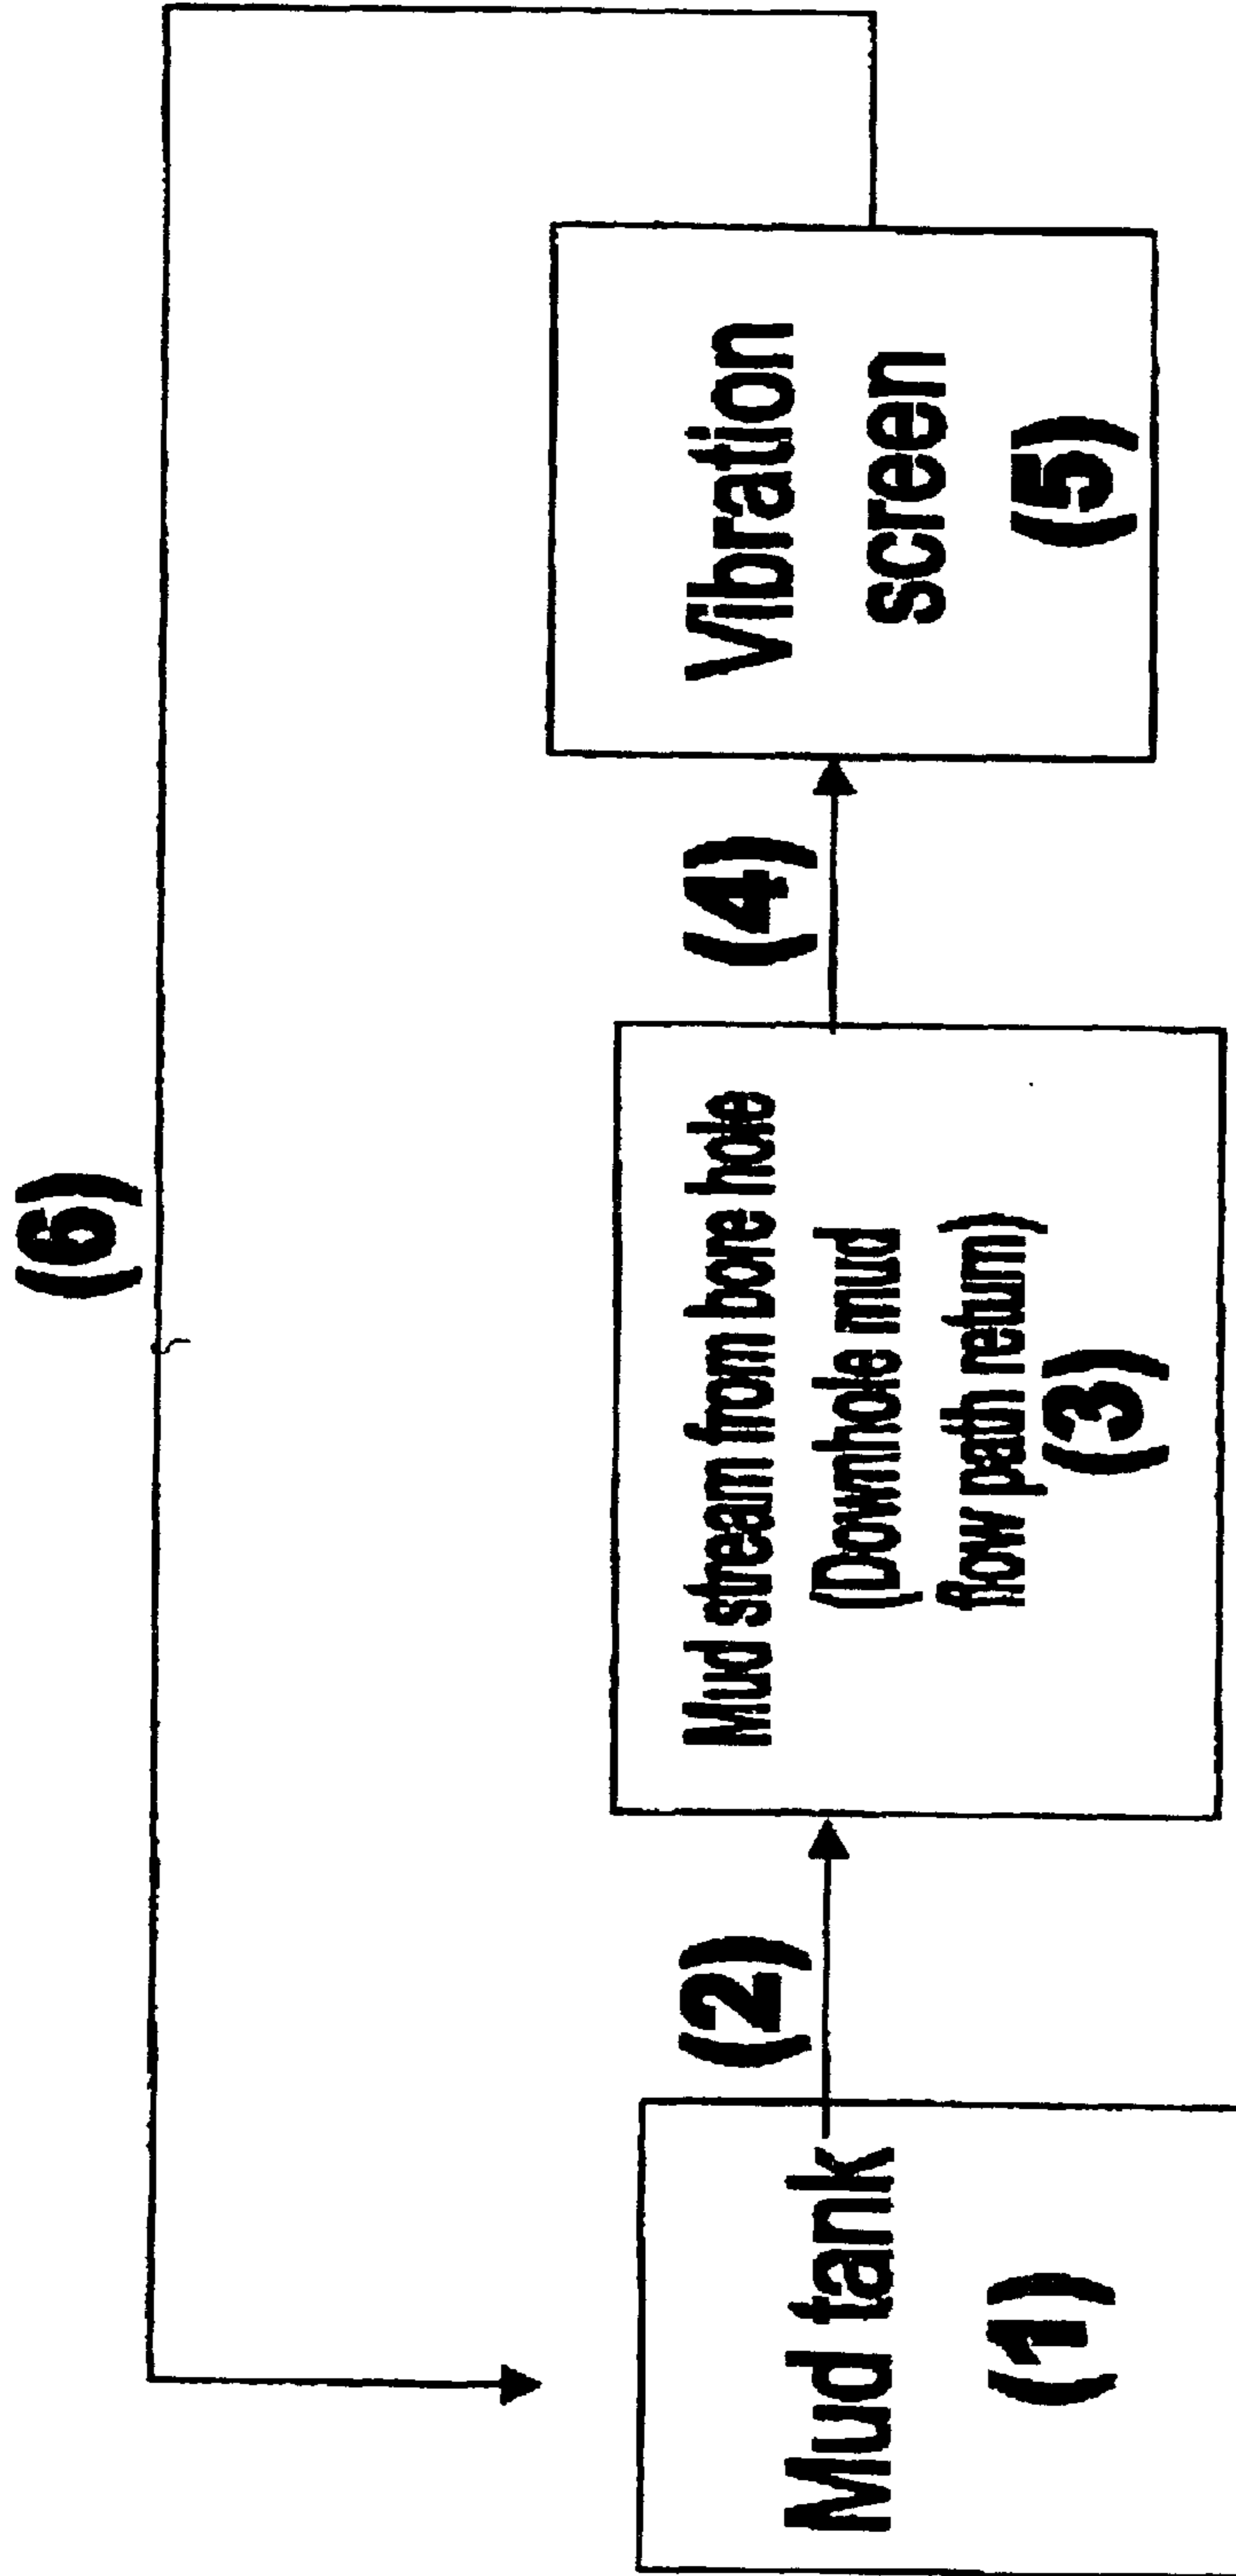 (6)
Mud tank
(1)
(2)
Mud stream from bore hole
(Downhole mud
flow path return)
(3)
(4)
Vibration
screen
(5)